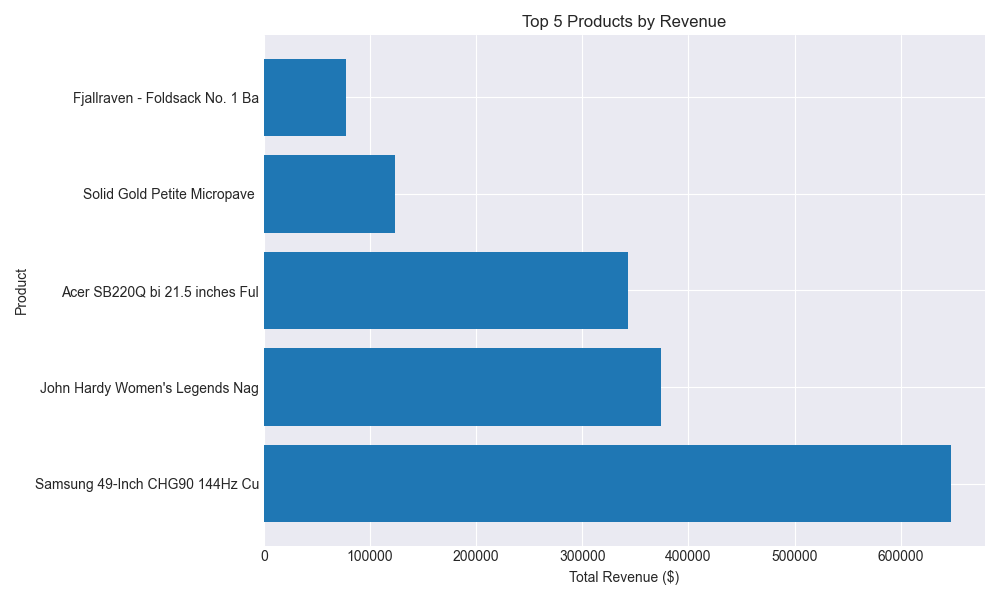 Top 5 Products by Revenue
Fjallraven - Foldsack No. 1 Ba
Solid Gold Petite Micropave
Acer SB220Q bi 21.5 inches Ful
John Hardy Women's Legends Nag
Samsung 49-Inch CHG90 144Hz Cu
Product
0 100000 200000 300000 400000 500000 600000
Total Revenue ($)